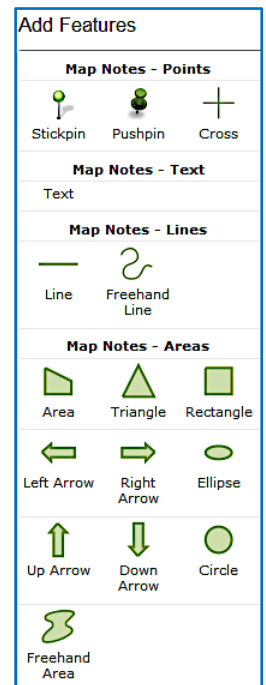 Add Features
Map Notes - Points
Stickpin Pushpin Cross
Map Notes - Text
Text
Map Notes - Lines
Line Freehand Line
Map Notes - Areas
Area Triangle Rectangle
Left Arrow Right Arrow Ellipse
Up Arrow Down Arrow Circle
Freehand Area